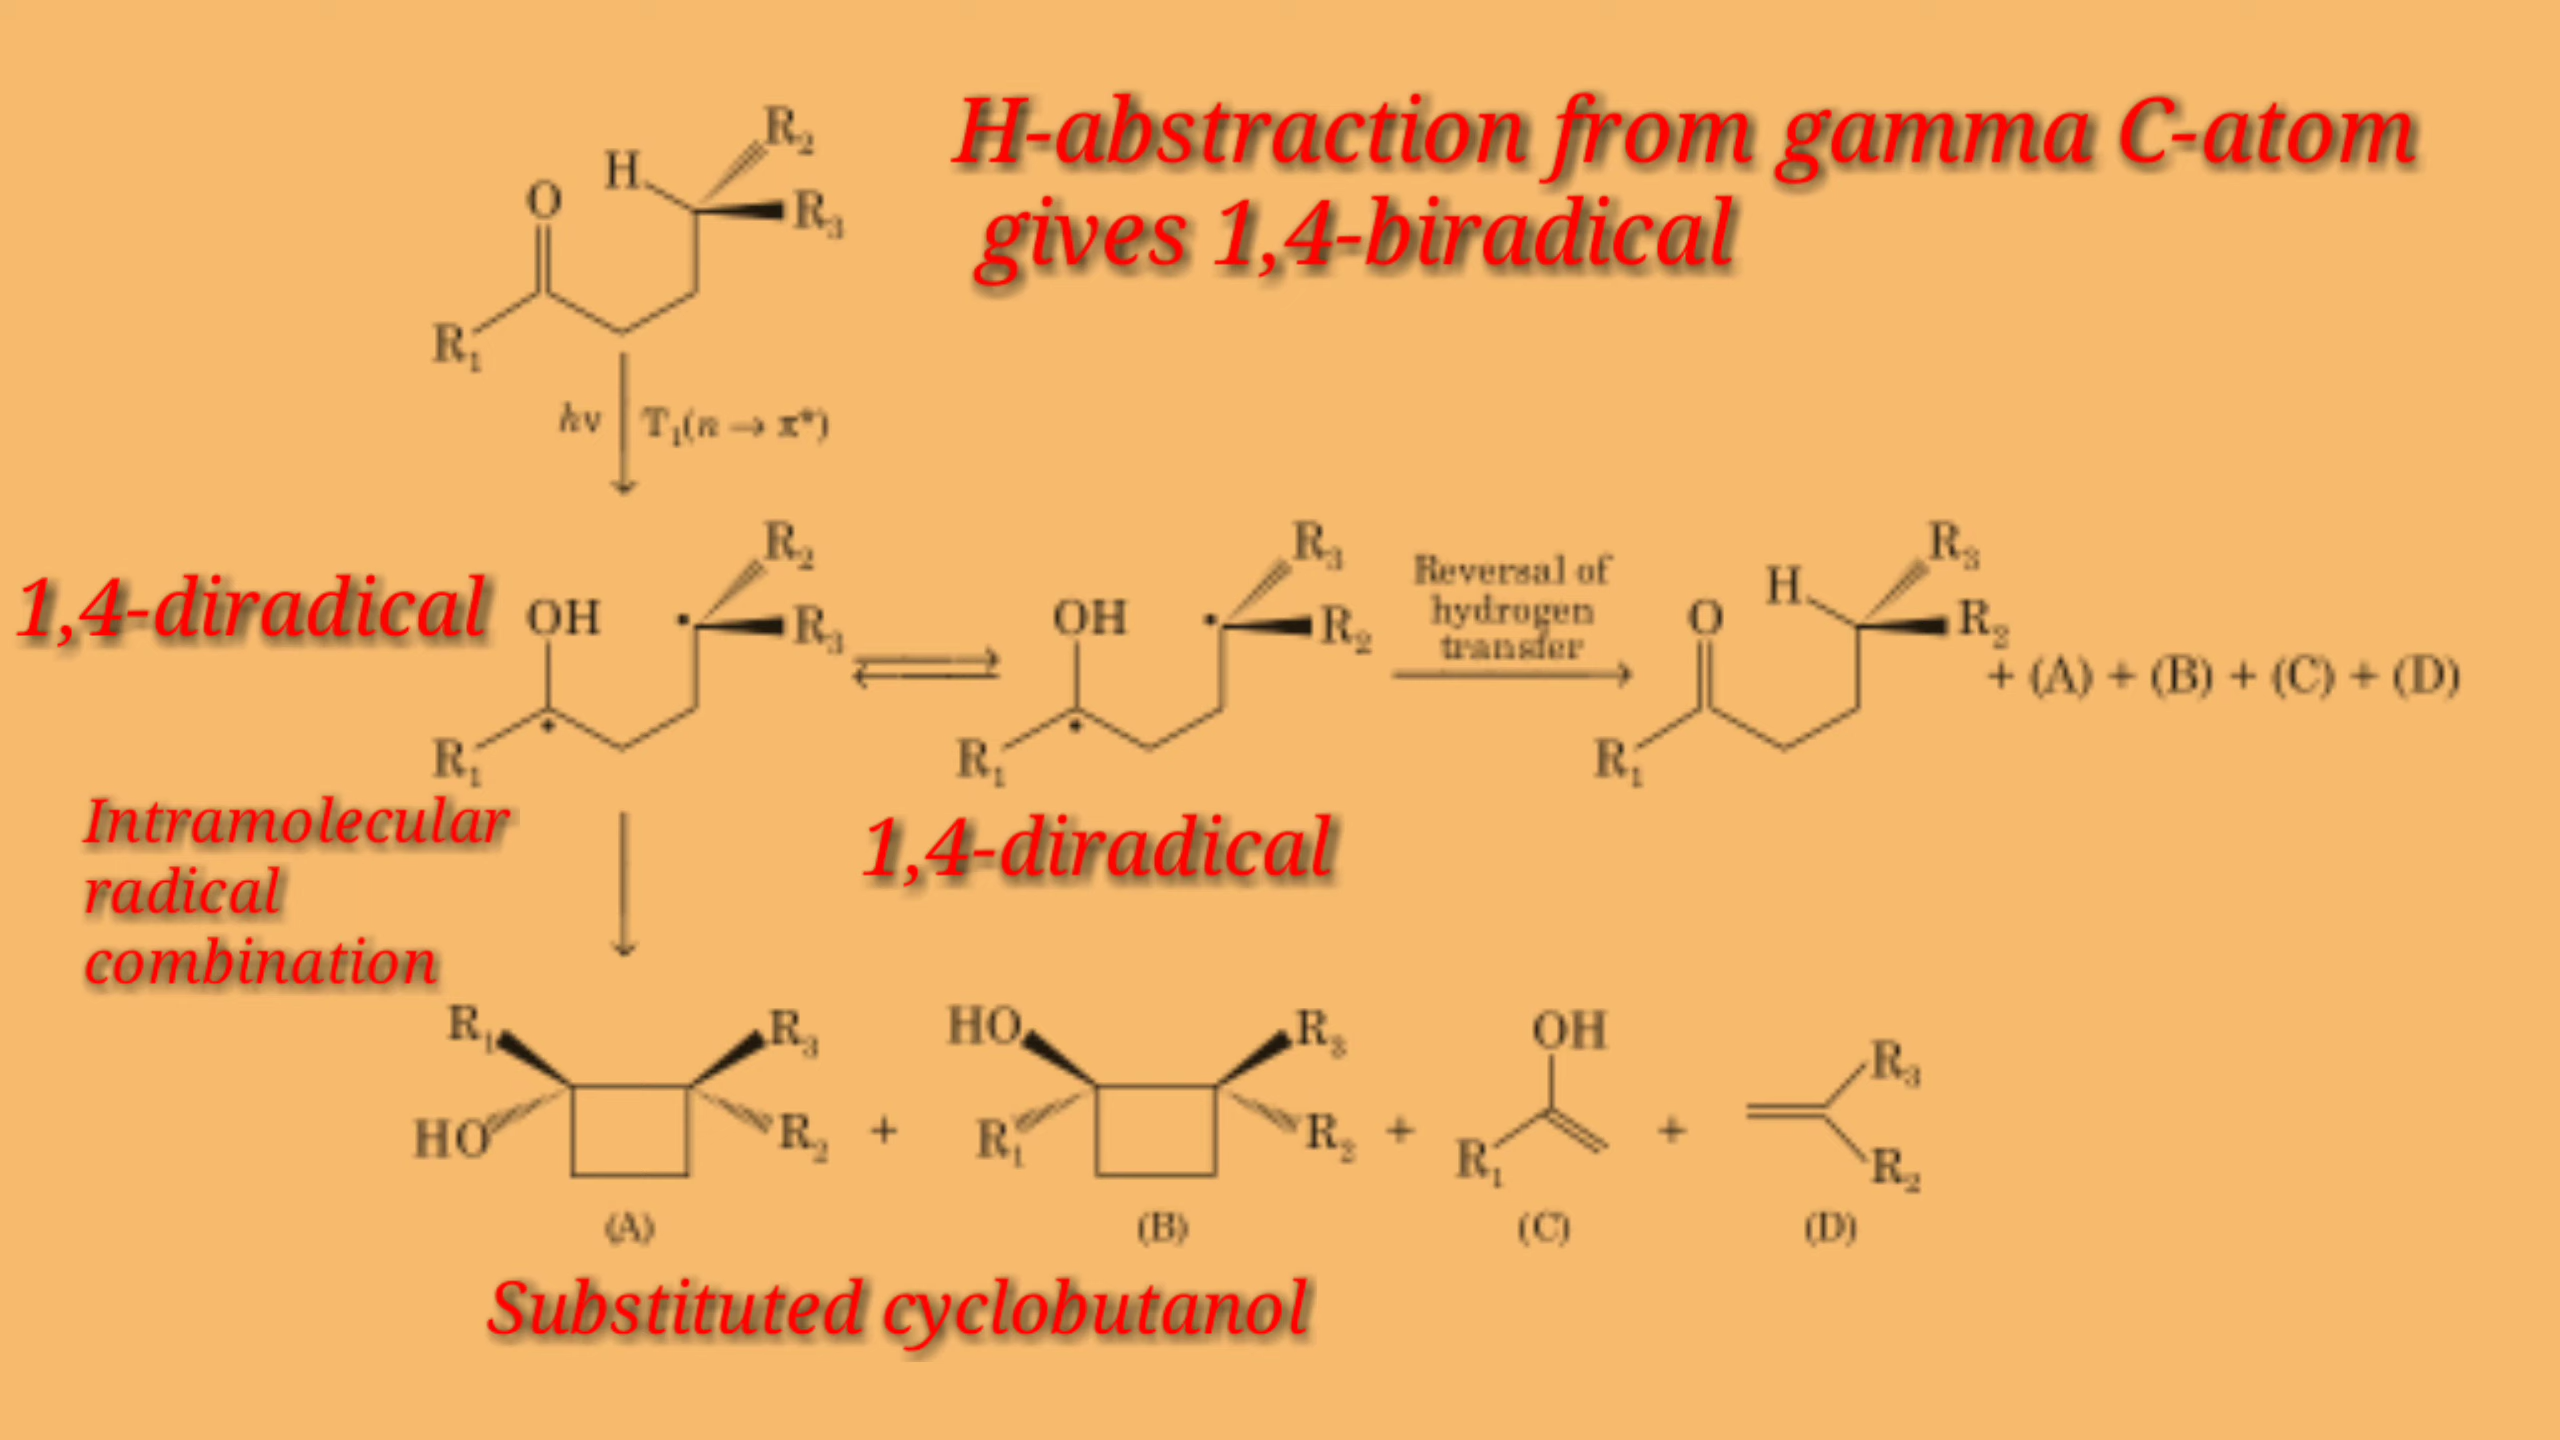 H-abstraction from gamma C-atom
gives 1,4-biradical
R₂
H
O
R₃
R₁
hν T₁(n → π*)
1,4-diradical
R₂
OH
R₃
R₁
R₃
OH
R₂
R₁
Reversal of
hydrogen
transfer
R₃
H
O
R₂
R₁
+ (A) + (B) + (C) + (D)
Intramolecular
radical
combination
1,4-diradical
R₁ R₃
HO R₂
+
HO R₃
R₁ R₂
+
OH
R₁
+
R₃
R₂
(A) (B) (C) (D)
Substituted cyclobutanol